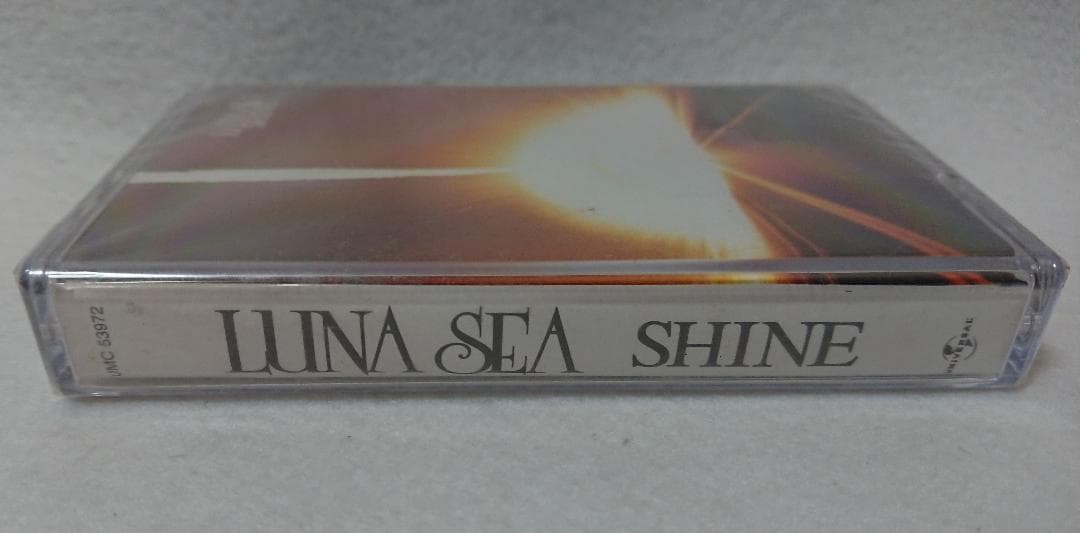 UMC 53972
LUNA SEA SHINE
UNIVERSAL